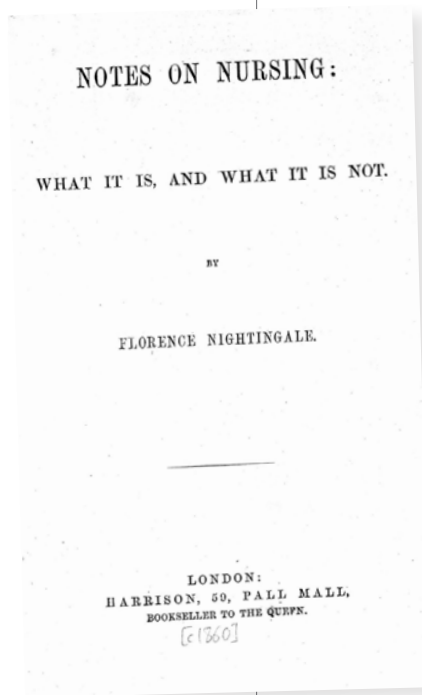 NOTES ON NURSING:
WHAT IT IS, AND WHAT IT IS NOT.
BY
FLORENCE NIGHTINGALE.
LONDON:
HARRISON, 59, PALL MALL,
BOOKSELLER TO THE QUEEN.
[c1860]